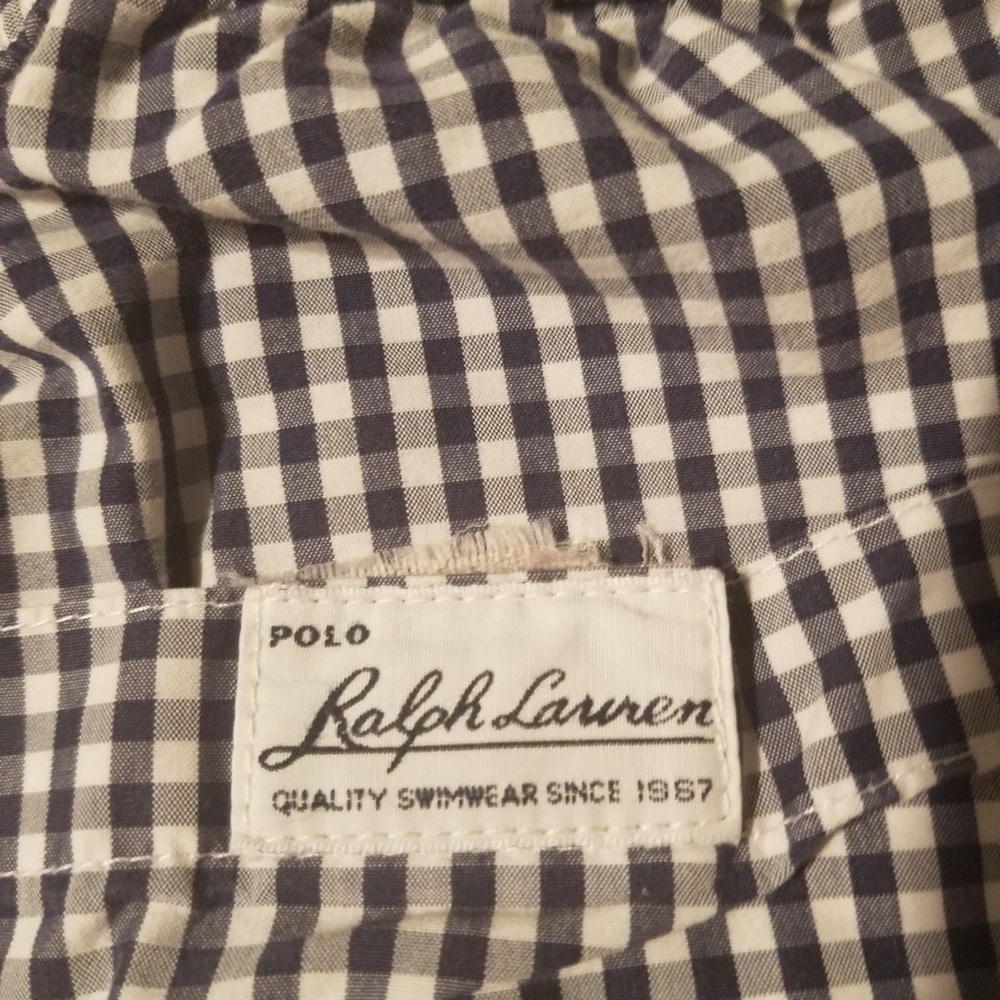 POLO
Ralph Lauren
QUALITY SWIMWEAR SINCE 1967